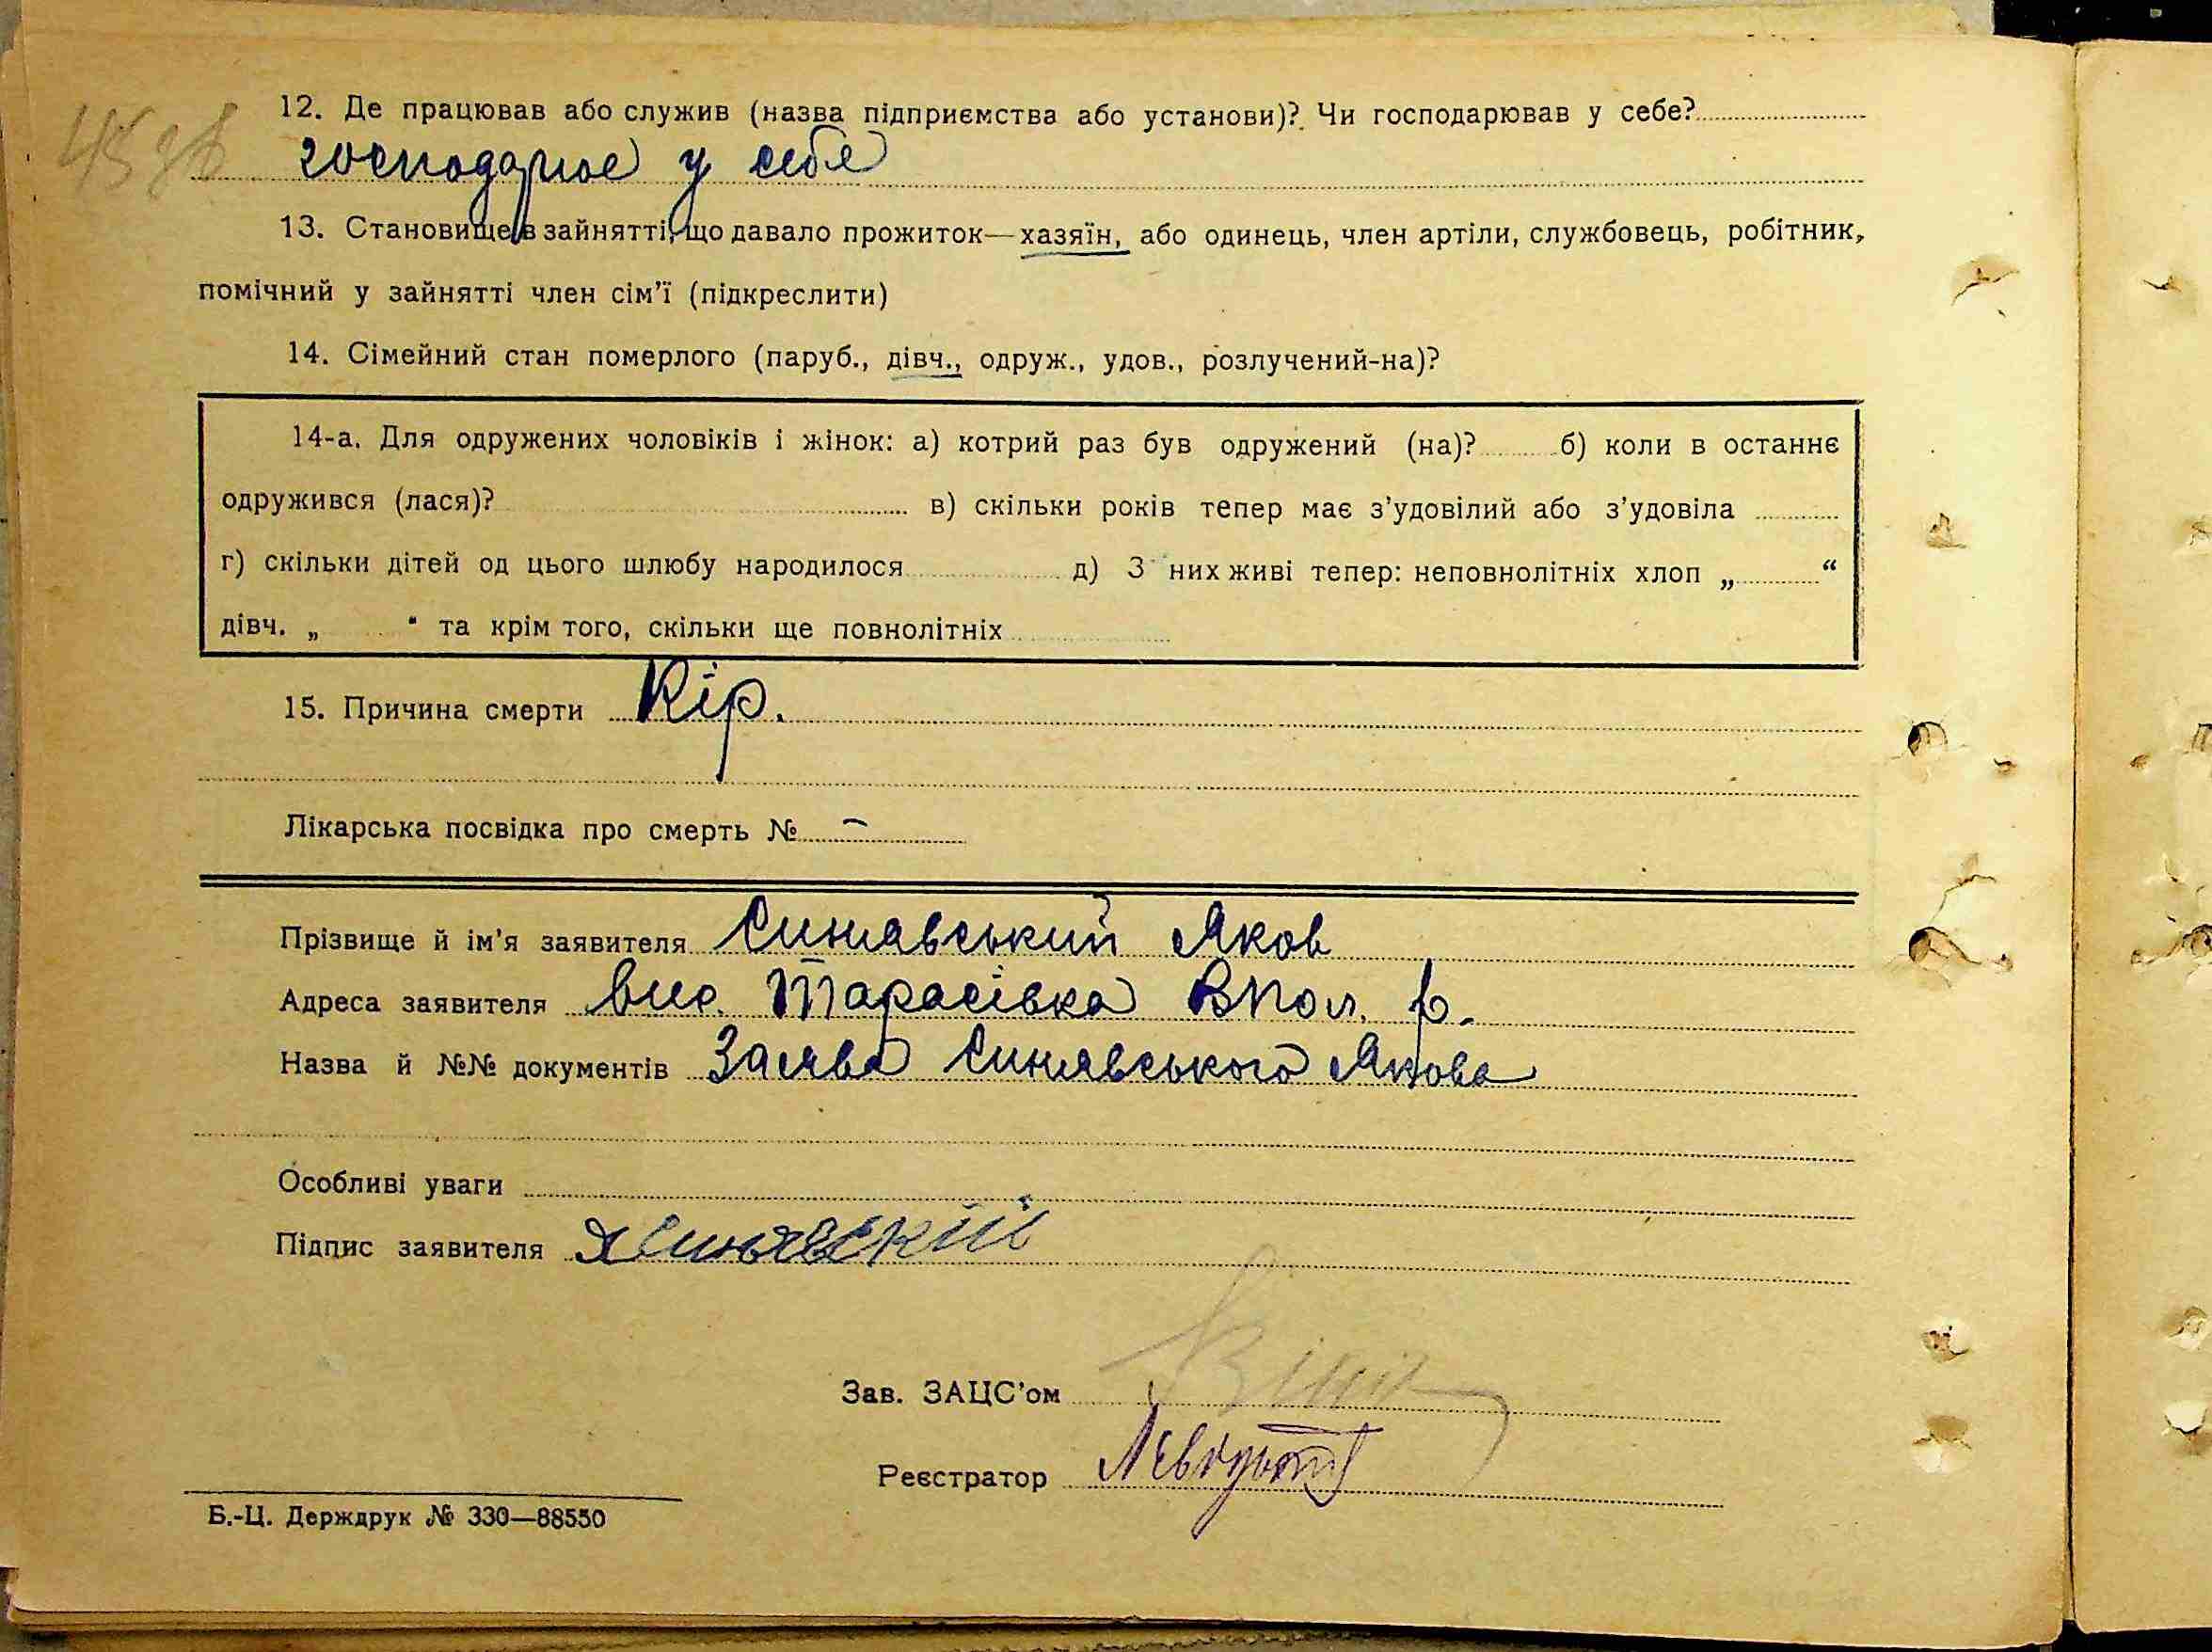 45 зв
12. Де працював або служив (назва підприємства або установи)? Чи господарював у себе?
господарює у себе
13. Становище в зайнятті, що давало прожиток—хазяїн, або одинець, член артіли, службовець, робітник,
помічний у зайнятті член сім'ї (підкреслити)
14. Сімейний стан померлого (паруб., дівч., одруж., удов., розлучений-на)?
14-а. Для одружених чоловіків і жінок: а) котрий раз був одружений (на)? б) коли в останнє
одружився (лася)? в) скільки років тепер має з'удовілий або з'удовіла
г) скільки дітей од цього шлюбу народилося д) З них живі тепер: неповнолітніх хлоп „ “
дівч. „ “ та крім того, скільки ще повнолітніх
15. Причина смерти Кір.
Лікарська посвідка про смерть № –
Прізвище й ім'я заявителя Синявський Яков
Адреса заявителя вис. Тарасівка Впол. р.
Назва й №№ документів Заява Синявського Якова
Особливі уваги
Підпис заявителя Я Синявский
Зав. ЗАЦС'ом
Реєстратор
Б.-Ц. Держдрук № 330—88550